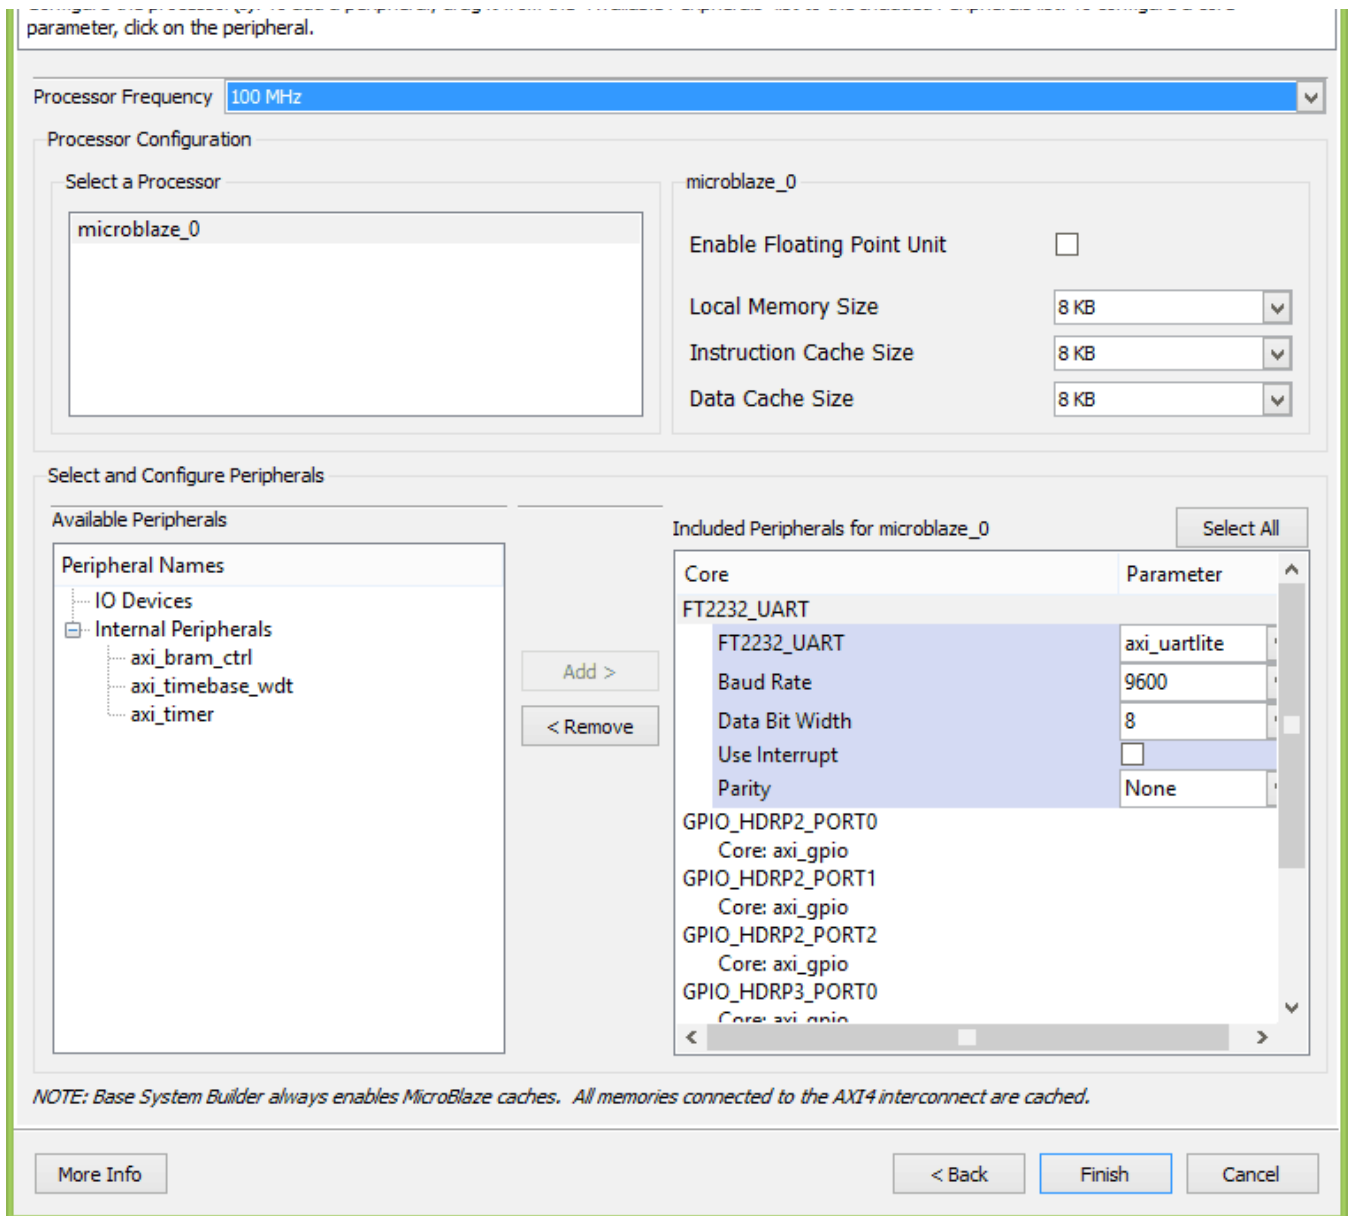 parameter, click on the peripheral.
Processor Frequency 100 MHz
Processor Configuration
Select a Processor
microblaze_0
microblaze_0
Enable Floating Point Unit
Local Memory Size 8 KB
Instruction Cache Size 8 KB
Data Cache Size 8 KB
Select and Configure Peripherals
Available Peripherals
Peripheral Names
IO Devices
Internal Peripherals
axi_bram_ctrl
axi_timebase_wdt
axi_timer
Add >
< Remove
Included Peripherals for microblaze_0
Select All
Core Parameter
FT2232_UART
FT2232_UART axi_uartlite
Baud Rate 9600
Data Bit Width 8
Use Interrupt
Parity None
GPIO_HDRP2_PORT0
Core: axi_gpio
GPIO_HDRP2_PORT1
Core: axi_gpio
GPIO_HDRP2_PORT2
Core: axi_gpio
GPIO_HDRP3_PORT0
Core: axi_gpio
NOTE: Base System Builder always enables MicroBlaze caches. All memories connected to the AXI4 interconnect are cached.
More Info
< Back
Finish
Cancel